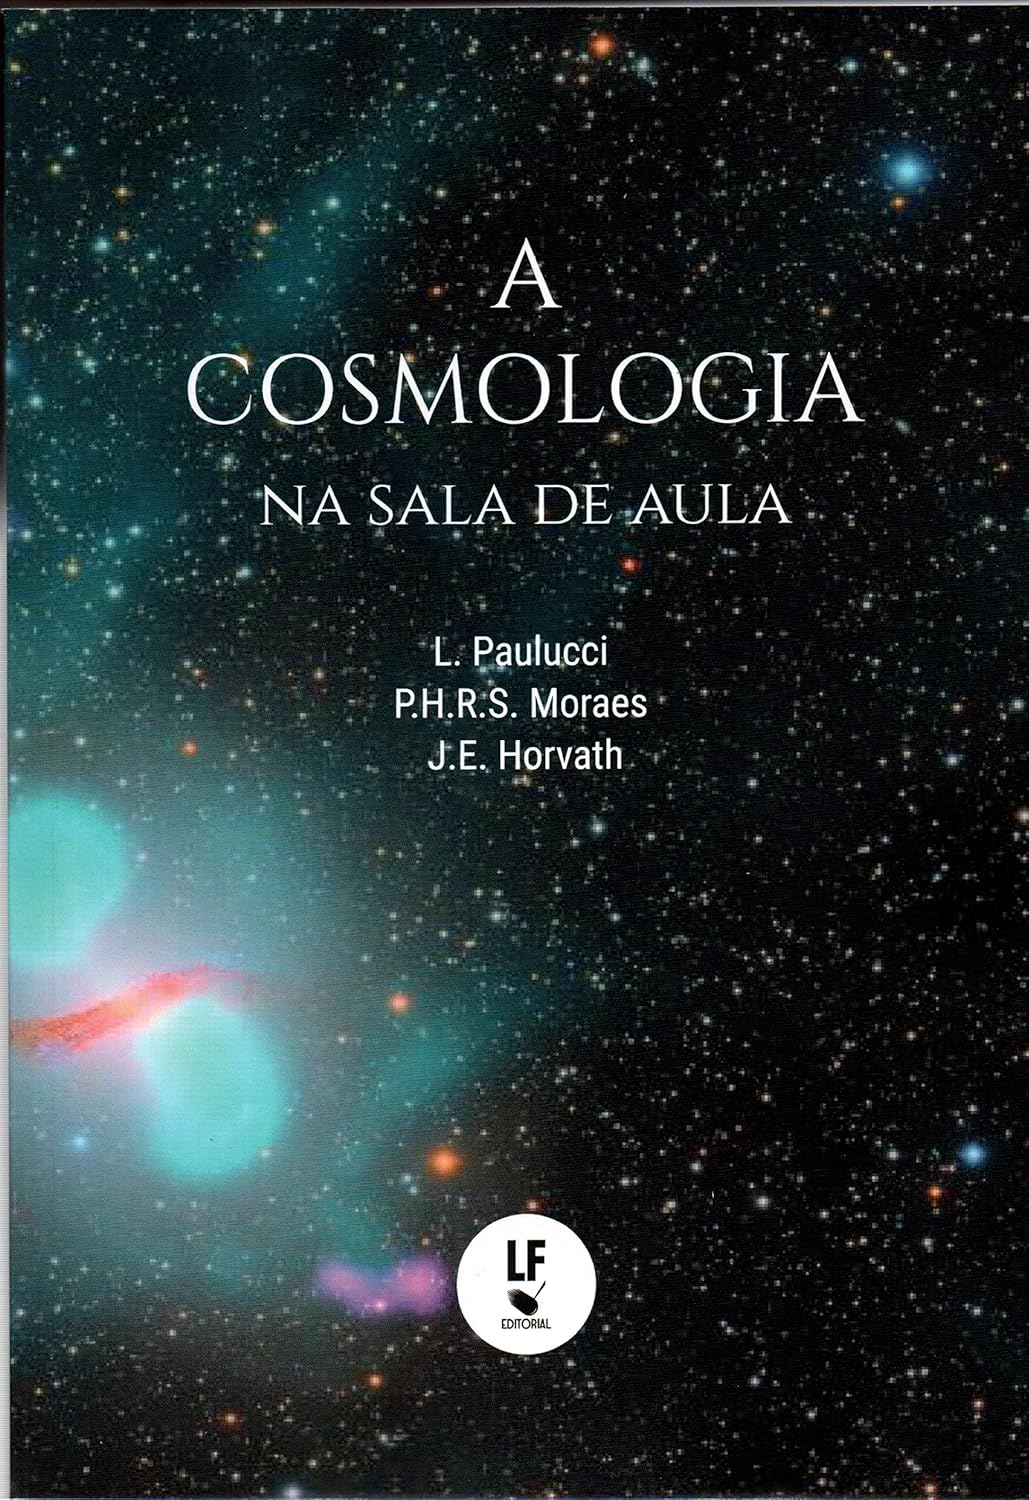 A
COSMOLOGIA
NA SALA DE AULA
L. Paulucci
P.H.R.S. Moraes
J.E. Horvath
LF
EDITORIAL